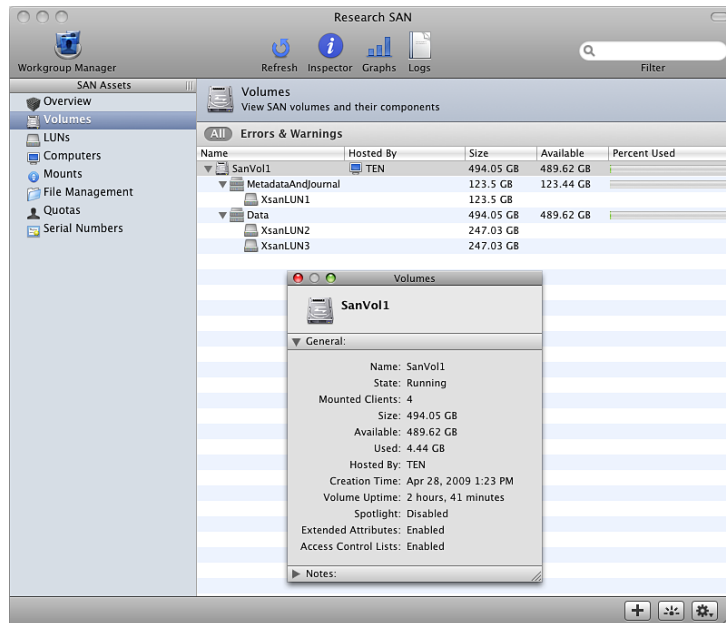 Research SAN
Workgroup Manager Refresh Inspector Graphs Logs Filter
SAN Assets
Overview
Volumes
LUNs
Computers
Mounts
File Management
Quotas
Serial Numbers
Volumes
View SAN volumes and their components
All Errors & Warnings
Name Hosted By Size Available Percent Used
SanVol1 TEN 494.05 GB 489.62 GB
MetadataAndJournal 123.5 GB 123.44 GB
XsanLUN1 123.5 GB
Data 494.05 GB 489.62 GB
XsanLUN2 247.03 GB
XsanLUN3 247.03 GB
Volumes
SanVol1
General:
Name: SanVol1
State: Running
Mounted Clients: 4
Size: 494.05 GB
Available: 489.62 GB
Used: 4.44 GB
Hosted By: TEN
Creation Time: Apr 28, 2009 1:23 PM
Volume Uptime: 2 hours, 41 minutes
Spotlight: Disabled
Extended Attributes: Enabled
Access Control Lists: Enabled
Notes: